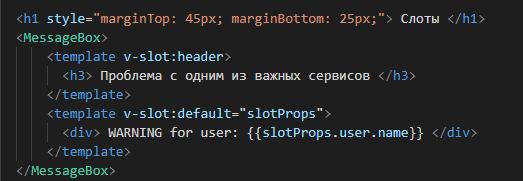 <h1 style="marginTop: 45px; marginBottom: 25px;"> Слоты </h1>
<MessageBox>
<template v-slot:header>
<h3> Проблема с одним из важных сервисов </h3>
</template>
<template v-slot:default="slotProps">
<div> WARNING for user: {{slotProps.user.name}} </div>
</template>
</MessageBox>